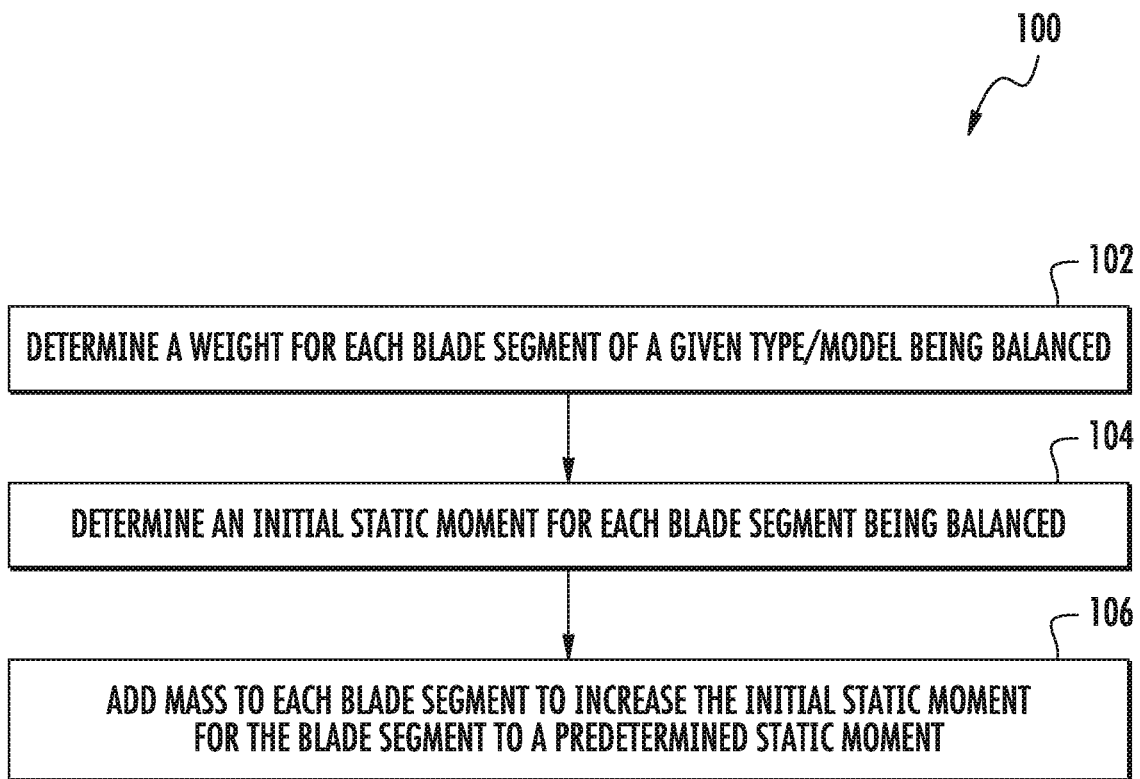 100
102
DETERMINE A WEIGHT FOR EACH BLADE SEGMENT OF A GIVEN TYPE/MODEL BEING BALANCED
104
DETERMINE AN INITIAL STATIC MOMENT FOR EACH BLADE SEGMENT BEING BALANCED
106
ADD MASS TO EACH BLADE SEGMENT TO INCREASE THE INITIAL STATIC MOMENT
FOR THE BLADE SEGMENT TO A PREDETERMINED STATIC MOMENT